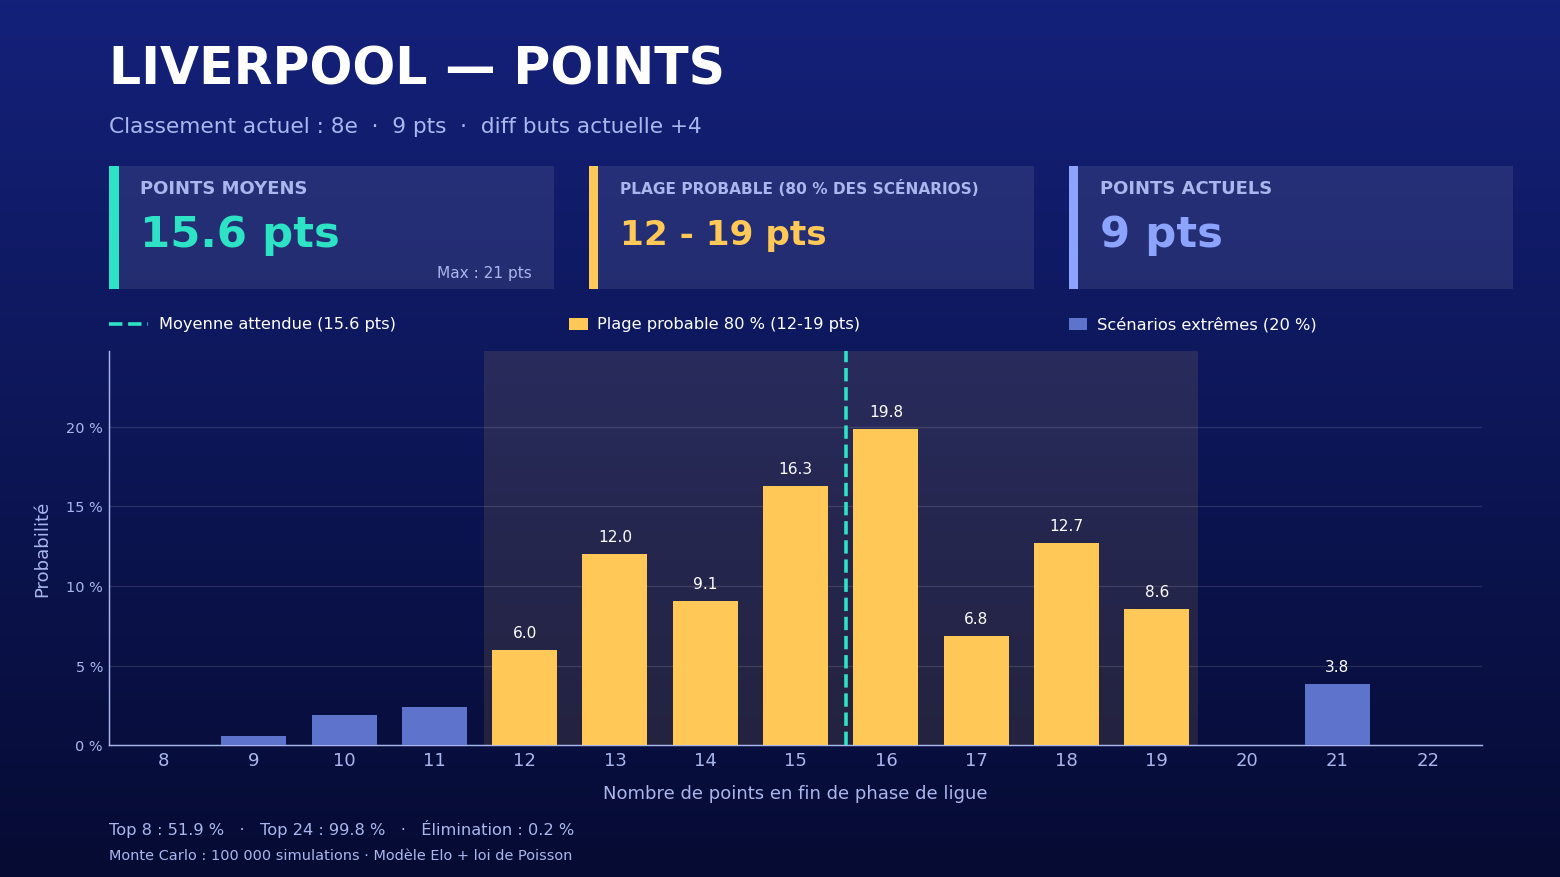 LIVERPOOL — POINTS
Classement actuel : 8e · 9 pts · diff buts actuelle +4
POINTS MOYENS
15.6 pts
Max : 21 pts
PLAGE PROBABLE (80 % DES SCÉNARIOS)
12 - 19 pts
POINTS ACTUELS
9 pts
Moyenne attendue (15.6 pts)
Plage probable 80 % (12-19 pts)
Scénarios extrêmes (20 %)
Probabilité
20 %
15 %
10 %
5 %
0 %
6.0
12.0
9.1
16.3
19.8
6.8
12.7
8.6
3.8
8 9 10 11 12 13 14 15 16 17 18 19 20 21 22
Nombre de points en fin de phase de ligue
Top 8 : 51.9 % · Top 24 : 99.8 % · Élimination : 0.2 %
Monte Carlo : 100 000 simulations · Modèle Elo + loi de Poisson